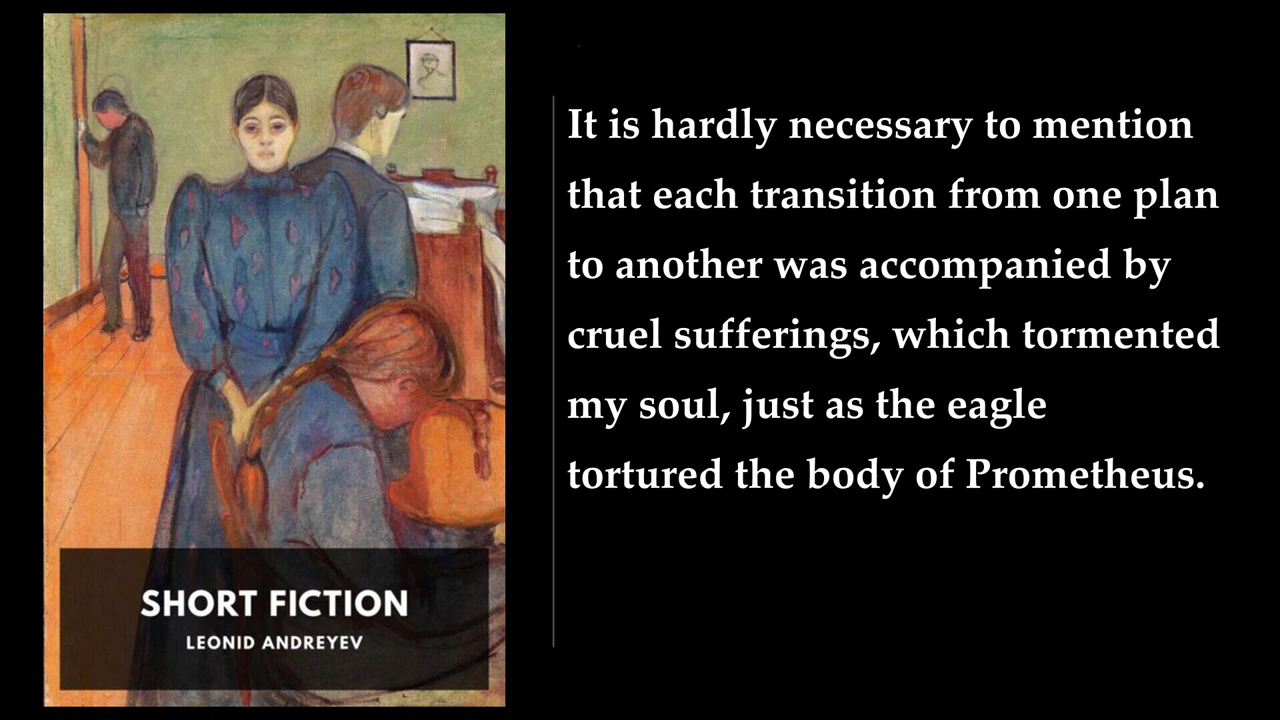 SHORT FICTION
LEONID ANDREYEV
It is hardly necessary to mention
that each transition from one plan
to another was accompanied by
cruel sufferings, which tormented
my soul, just as the eagle
tortured the body of Prometheus.